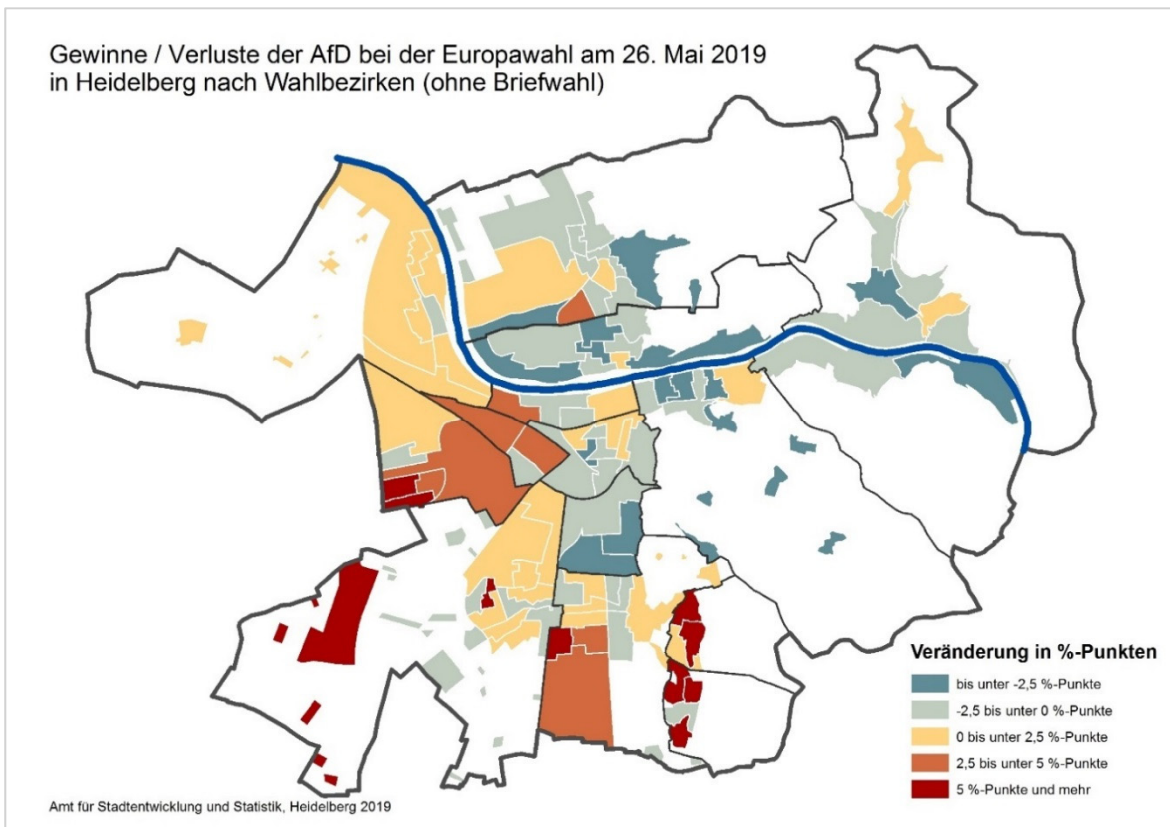 Gewinne / Verluste der AfD bei der Europawahl am 26. Mai 2019
in Heidelberg nach Wahlbezirken (ohne Briefwahl)
Veränderung in %-Punkten
bis unter -2,5 %-Punkte
-2,5 bis unter 0 %-Punkte
0 bis unter 2,5 %-Punkte
2,5 bis unter 5 %-Punkte
5 %-Punkte und mehr
Amt für Stadtentwicklung und Statistik, Heidelberg 2019